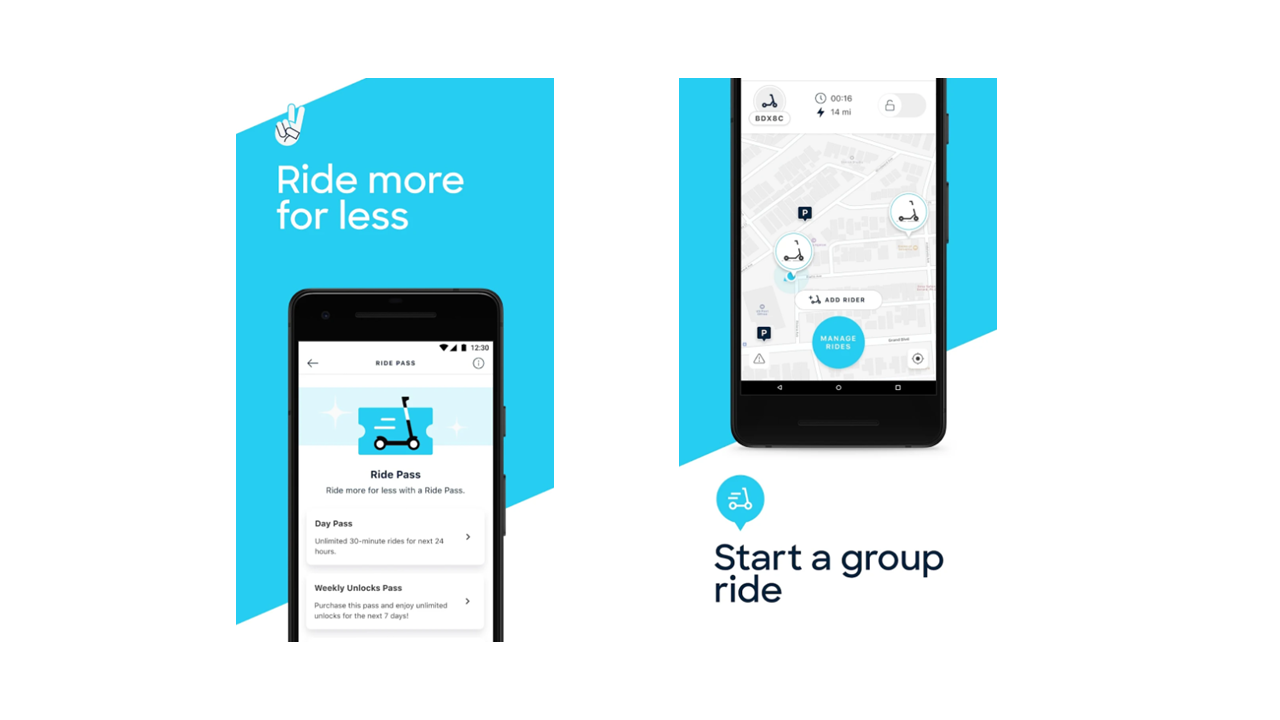 Ride more
for less
12:30
RIDE PASS
Ride Pass
Ride more for less with a Ride Pass.
Day Pass
Unlimited 30-minute rides for next 24
hours.
Weekly Unlocks Pass
Purchase this pass and enjoy unlimited
unlocks for the next 7 days!
BDX8C
00:16
14 mi
P
P
ADD RIDER
MANAGE
RIDES
Start a group
ride